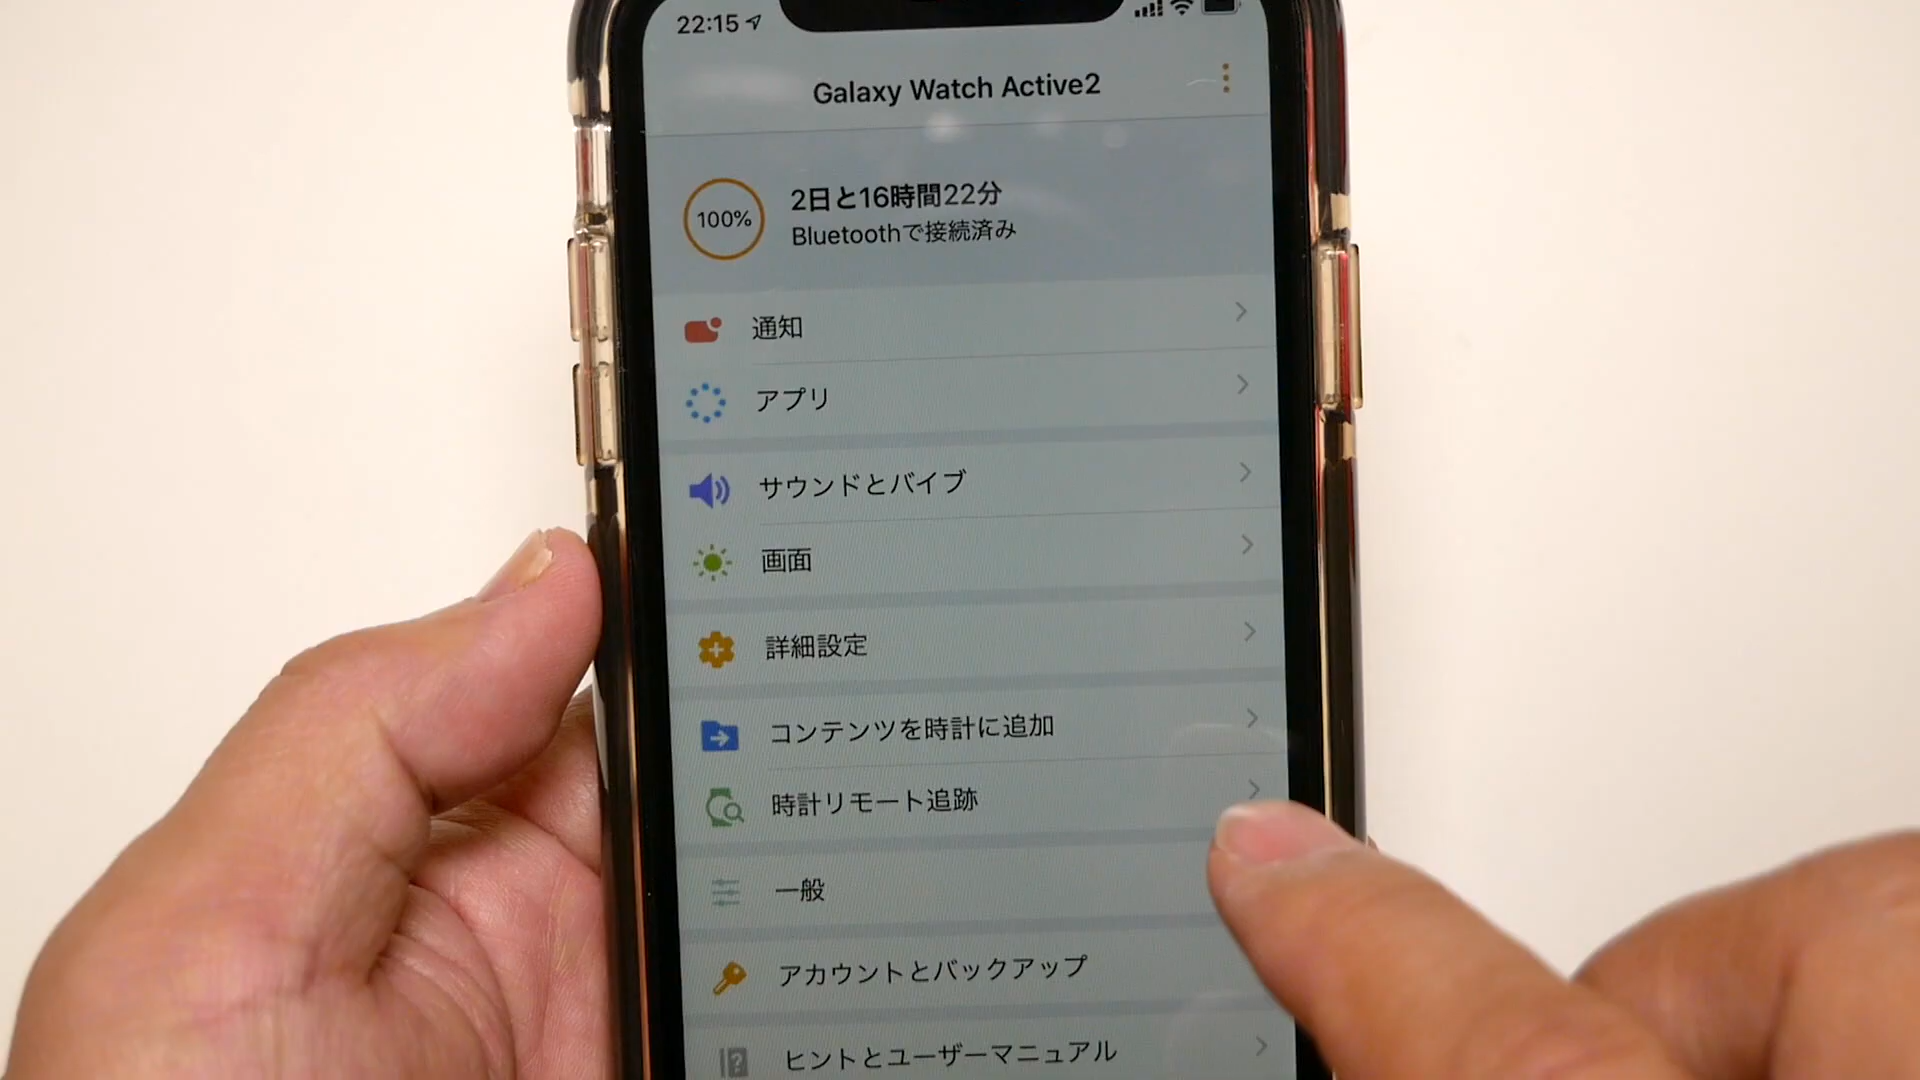 22:15
Galaxy Watch Active2
100%
2日と16時間22分
Bluetoothで接続済み
通知
アプリ
サウンドとバイブ
画面
詳細設定
コンテンツを時計に追加
時計リモート追跡
一般
アカウントとバックアップ
ヒントとユーザーマニュアル